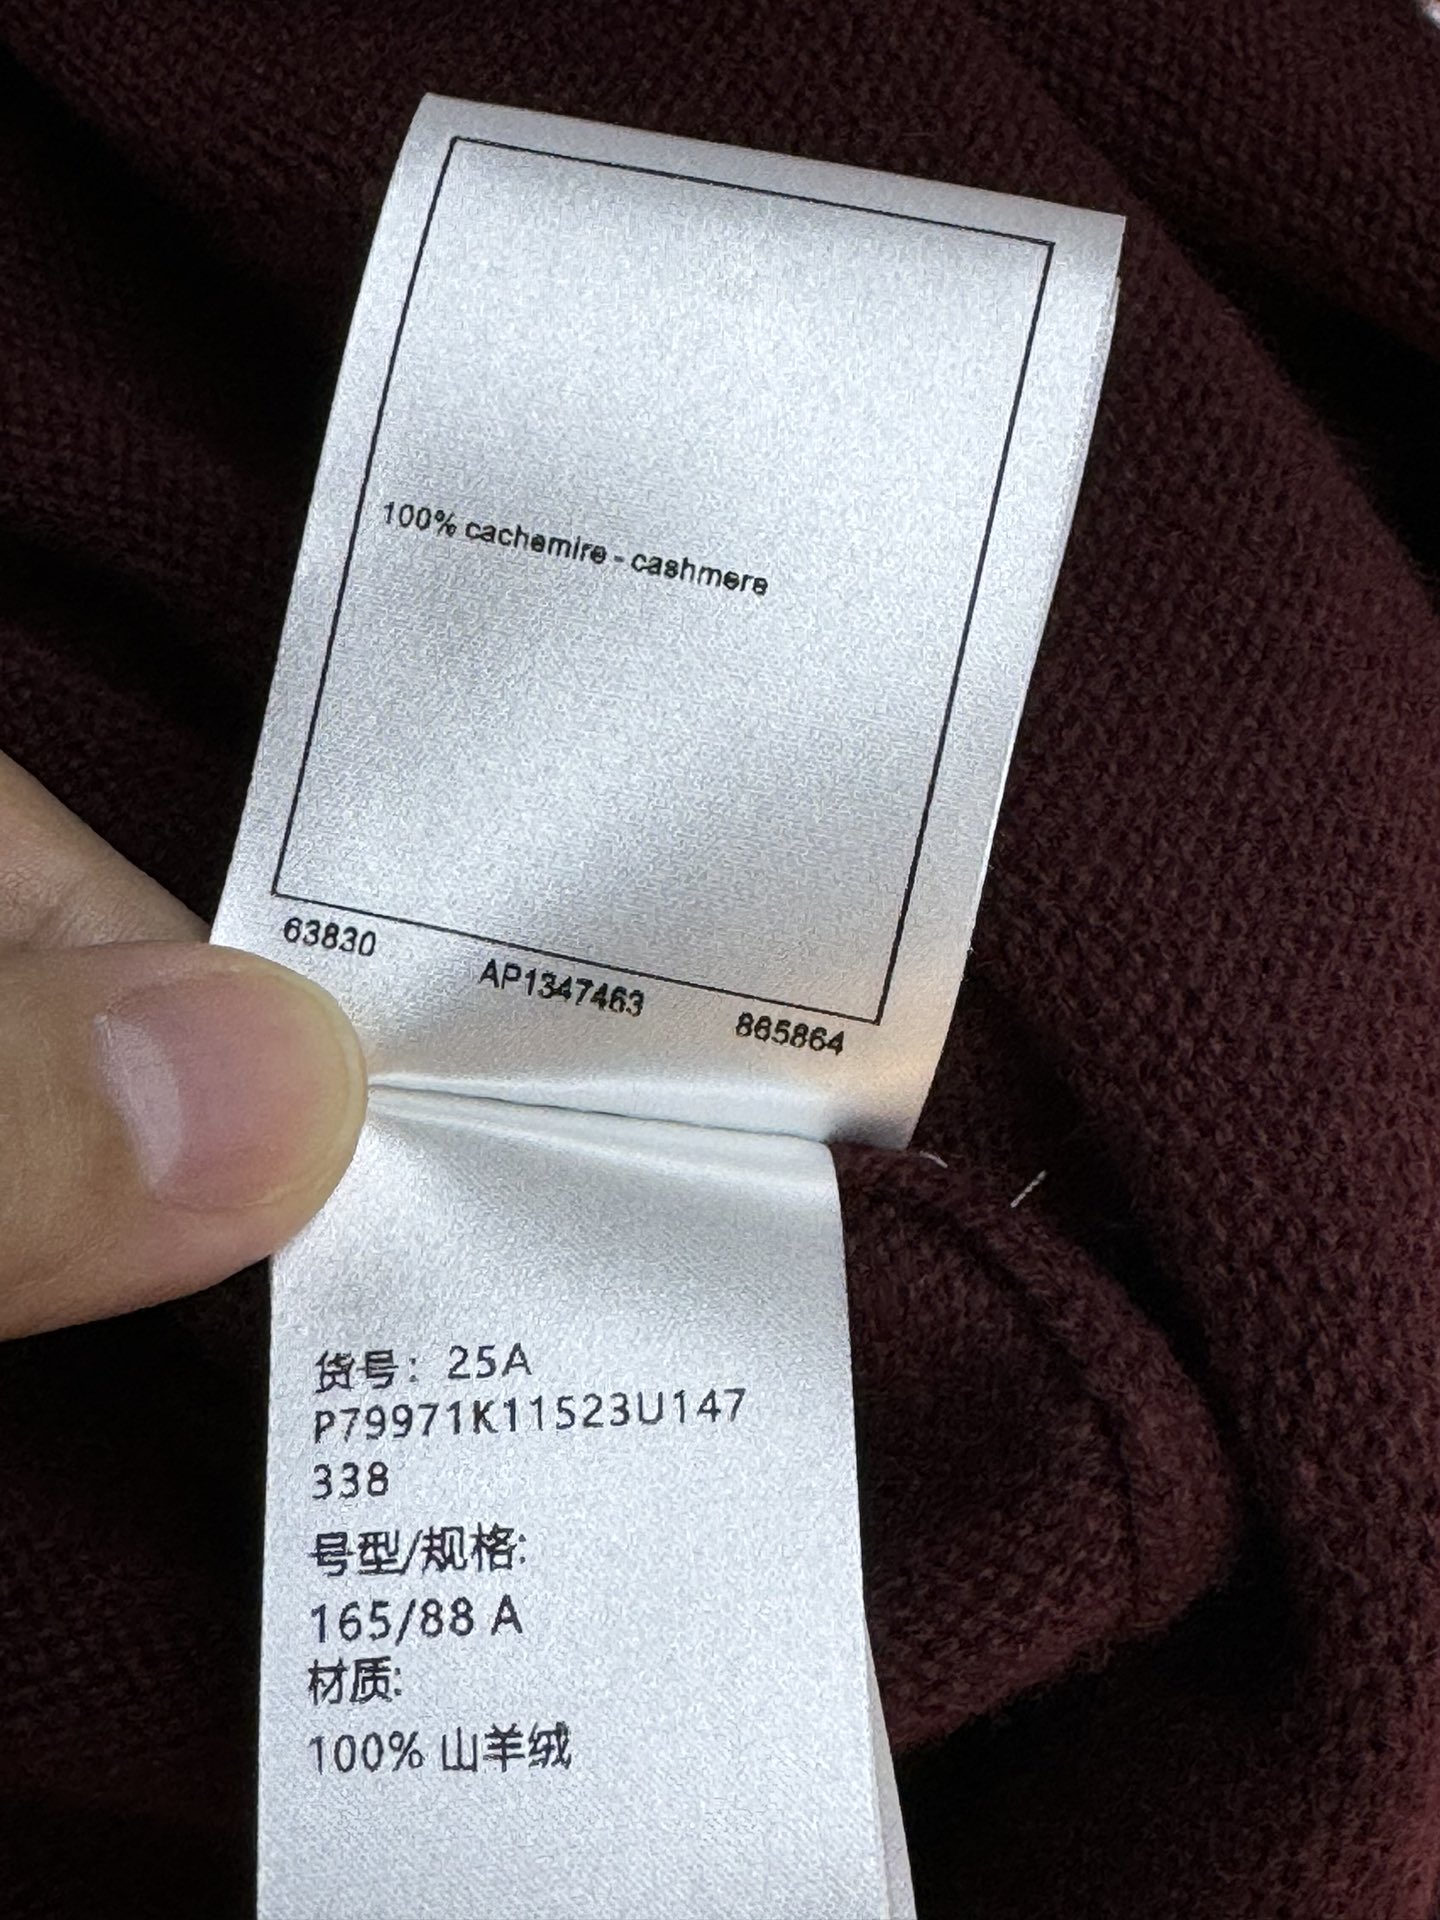 100% cachemire - cashmere
63830 AP1347463 865864
货号：25A
P79971K11523U147
338
号型/规格:
165/88 A
材质:
100% 山羊绒